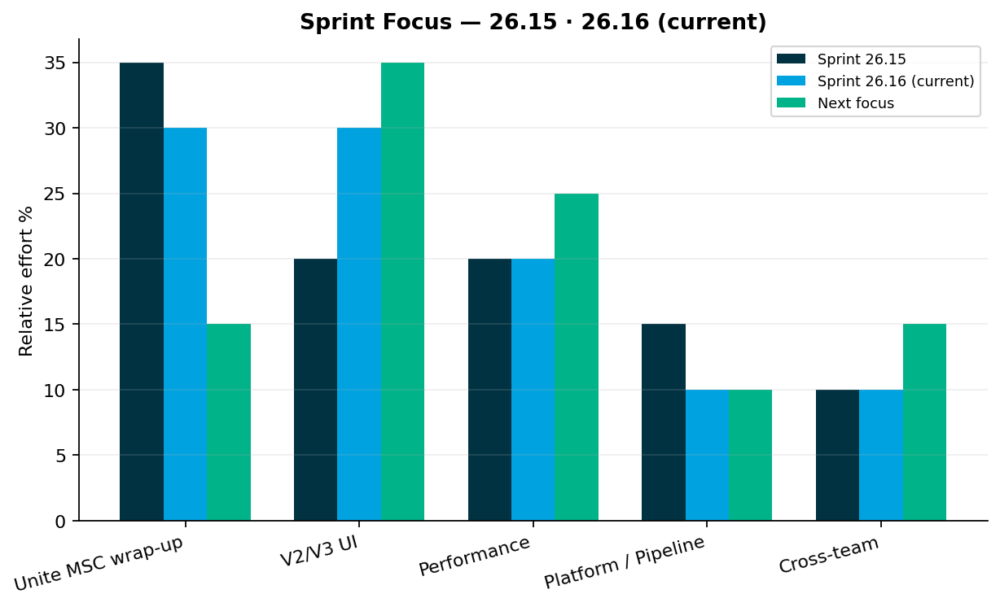 Sprint Focus — 26.15 · 26.16 (current)
Sprint 26.15
Sprint 26.16 (current)
Next focus
Relative effort %
35
30
25
20
15
10
5
0
Unite MSC wrap-up
V2/V3 UI
Performance
Platform / Pipeline
Cross-team